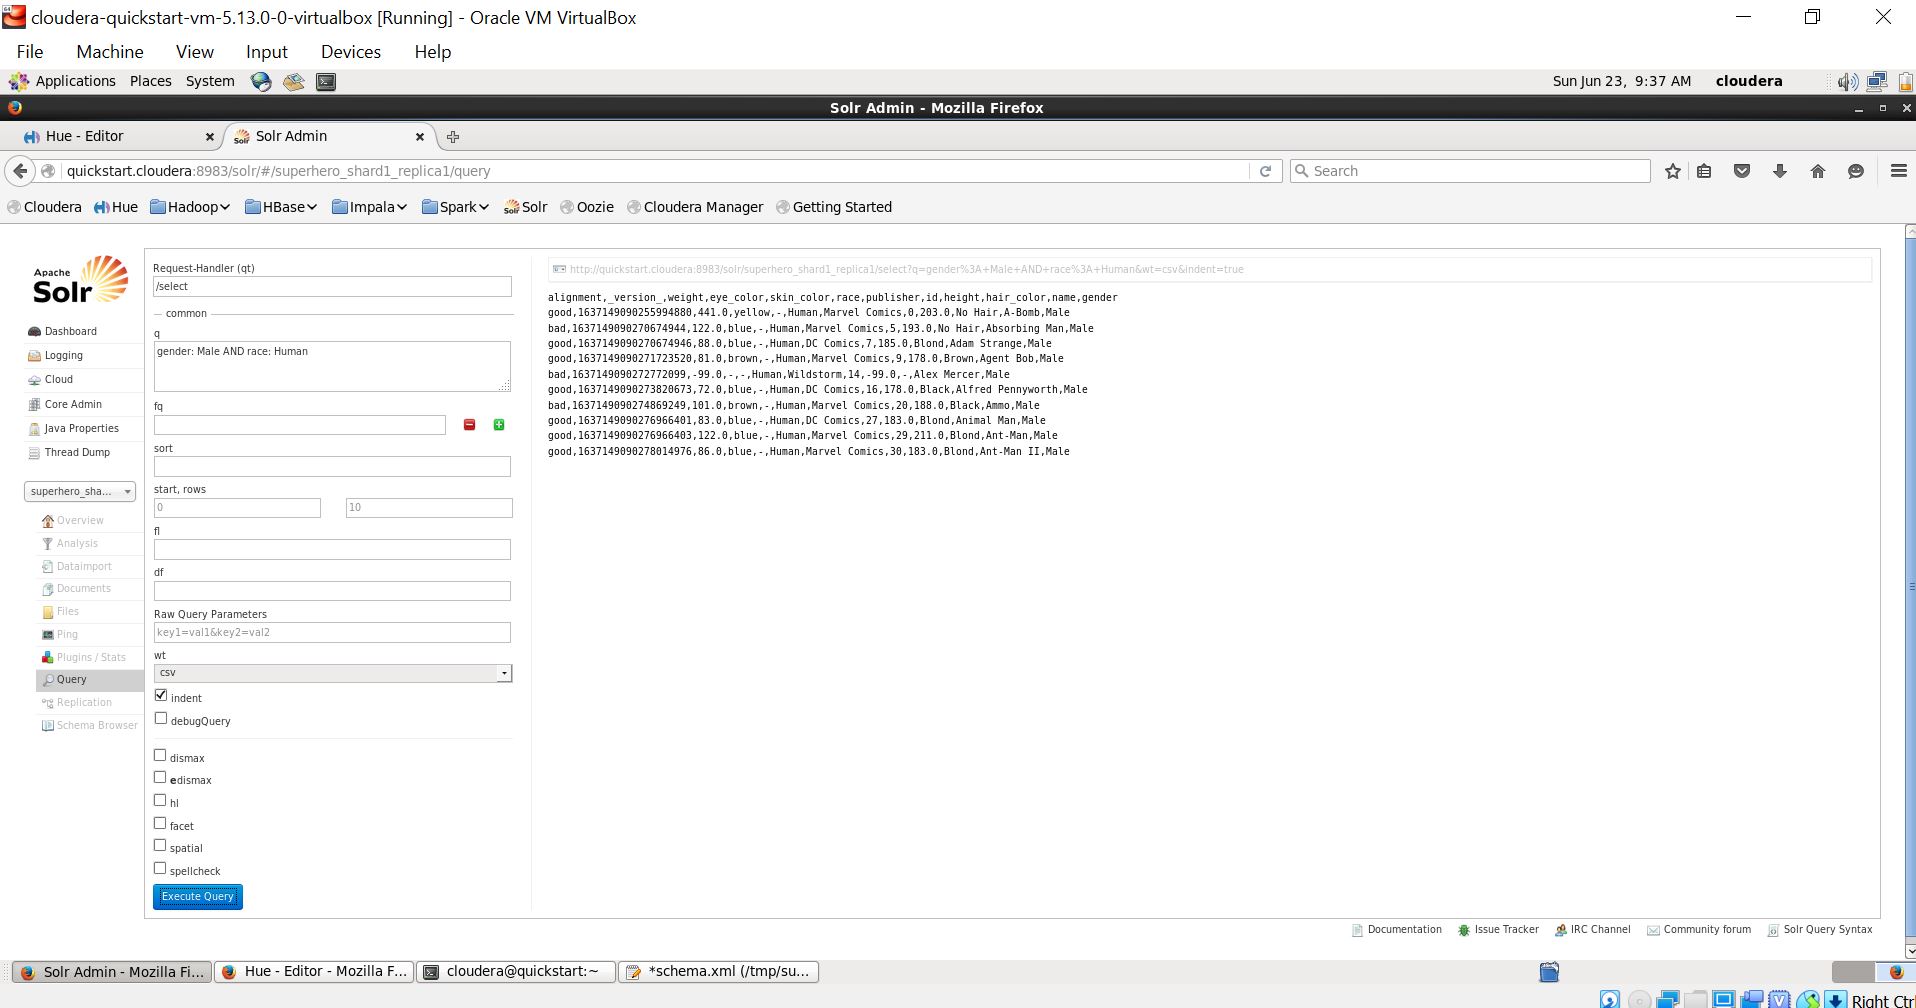 cloudera-quickstart-vm-5.13.0-0-virtualbox [Running] - Oracle VM VirtualBox
File Machine View Input Devices Help
Applications Places System Sun Jun 23, 9:37 AM cloudera
Solr Admin - Mozilla Firefox
Hue - Editor Solr Admin
quickstart.cloudera:8983/solr/#/superhero_shard1_replica1/query Search
Cloudera Hue Hadoop HBase Impala Spark Solr Oozie Cloudera Manager Getting Started
Apache
Solr
Dashboard
Logging
Cloud
Core Admin
Java Properties
Thread Dump
superhero_sha...
Overview
Analysis
Dataimport
Documents
Files
Ping
Plugins / Stats
Query
Replication
Schema Browser
Request-Handler (qt)
/select
common
q
gender: Male AND race: Human
fq
sort
start, rows
0 10
fl
df
Raw Query Parameters
key1=val1&key2=val2
wt
csv
indent
debugQuery
dismax
edismax
hl
facet
spatial
spellcheck
Execute Query
http://quickstart.cloudera:8983/solr/superhero_shard1_replica1/select?q=gender%3A+Male+AND+race%3A+Human&wt=csv&indent=true
alignment,_version_,weight,eye_color,skin_color,race,publisher,id,height,hair_color,name,gender
good,1637149090255994880,441.0,yellow,-,Human,Marvel Comics,0,203.0,No Hair,A-Bomb,Male
bad,1637149090270674944,122.0,blue,-,Human,Marvel Comics,5,193.0,No Hair,Absorbing Man,Male
good,1637149090270674946,88.0,blue,-,Human,DC Comics,7,185.0,Blond,Adam Strange,Male
good,1637149090271723520,81.0,brown,-,Human,Marvel Comics,9,178.0,Brown,Agent Bob,Male
bad,1637149090272772099,-99.0,-,-,Human,Wildstorm,14,-99.0,-,Alex Mercer,Male
good,1637149090273820673,72.0,blue,-,Human,DC Comics,16,178.0,Black,Alfred Pennyworth,Male
bad,1637149090274869249,101.0,brown,-,Human,Marvel Comics,20,188.0,Black,Ammo,Male
good,1637149090276966401,83.0,blue,-,Human,DC Comics,27,183.0,Blond,Animal Man,Male
good,1637149090276966403,122.0,blue,-,Human,Marvel Comics,29,211.0,Blond,Ant-Man,Male
good,1637149090278014976,86.0,blue,-,Human,Marvel Comics,30,183.0,Blond,Ant-Man II,Male
Documentation Issue Tracker IRC Channel Community forum Solr Query Syntax
Solr Admin - Mozilla Fi... Hue - Editor - Mozilla F... cloudera@quickstart:~ *schema.xml (/tmp/su...
Right Ctrl